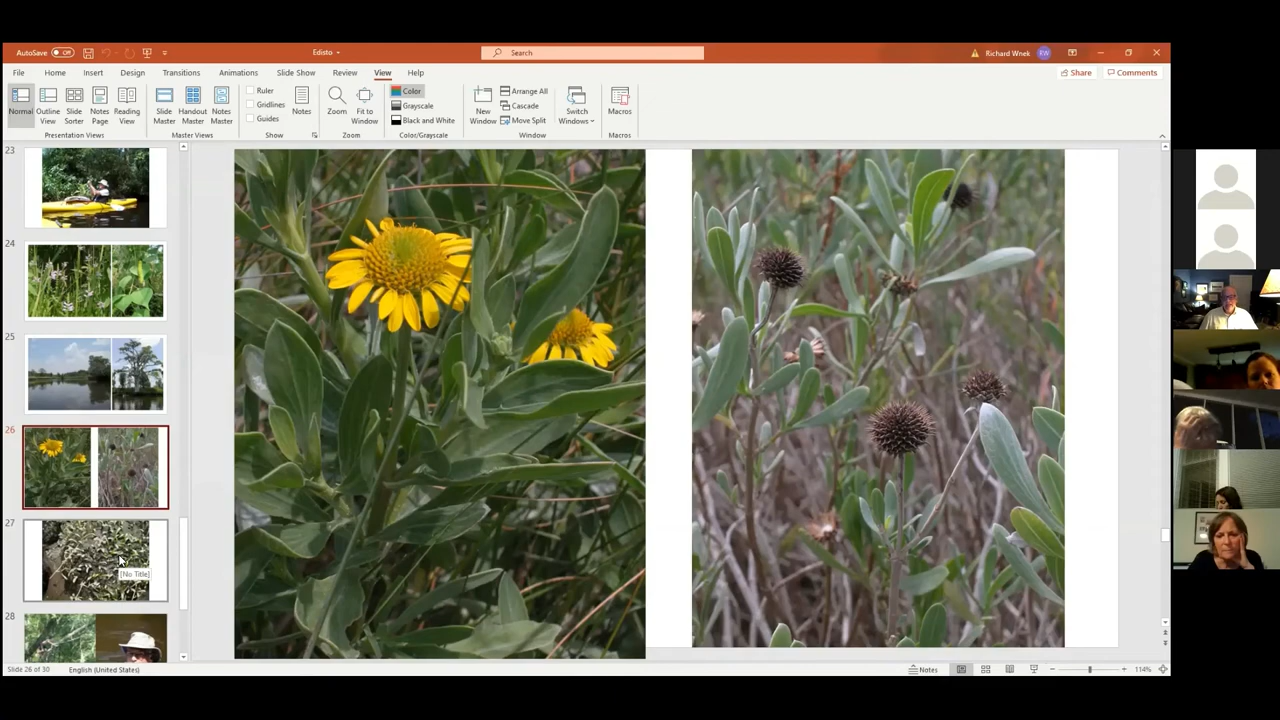 AutoSave Off
Edisto
Search
Richard Wnek RW
File Home Insert Design Transitions Animations Slide Show Review View Help
Share Comments
Normal Outline View Slide Sorter Notes Page Reading View
Presentation Views
Slide Master Handout Master Notes Master
Master Views
Ruler
Gridlines
Guides
Notes
Show
Zoom Fit to Window
Zoom
Color
Grayscale
Black and White
Color/Grayscale
New Window
Arrange All
Cascade
Move Split
Switch Windows
Window
Macros
Macros
23
24
25
26
27
[No Title]
28
Slide 26 of 30 English (United States)
Notes
114%